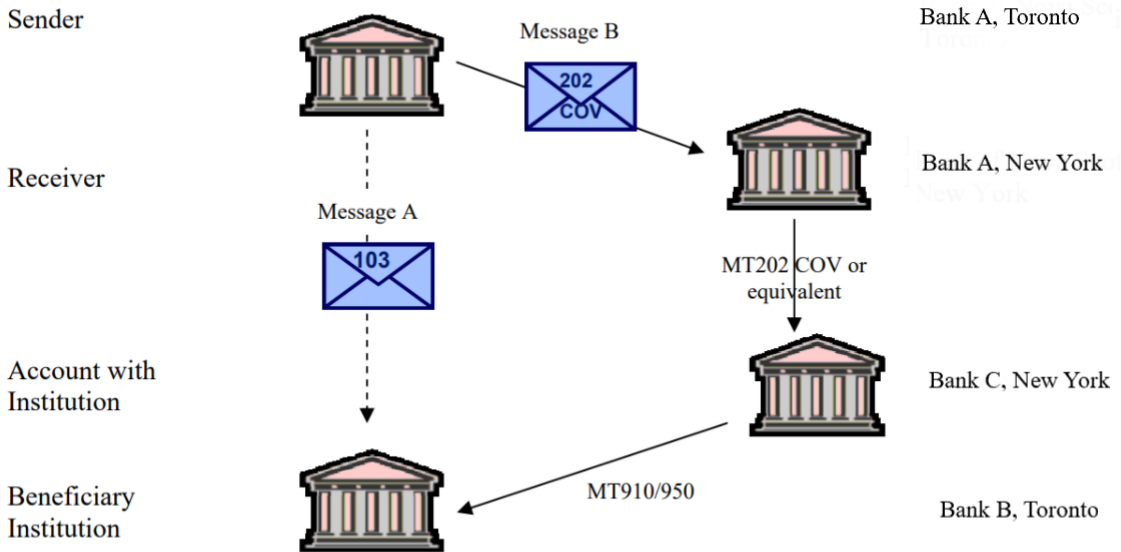 Sender
Bank A, Toronto
Message B
202
COV
Receiver
Bank A, New York
Message A
103
MT202 COV or
equivalent
Account with
Institution
Bank C, New York
MT910/950
Beneficiary
Institution
Bank B, Toronto